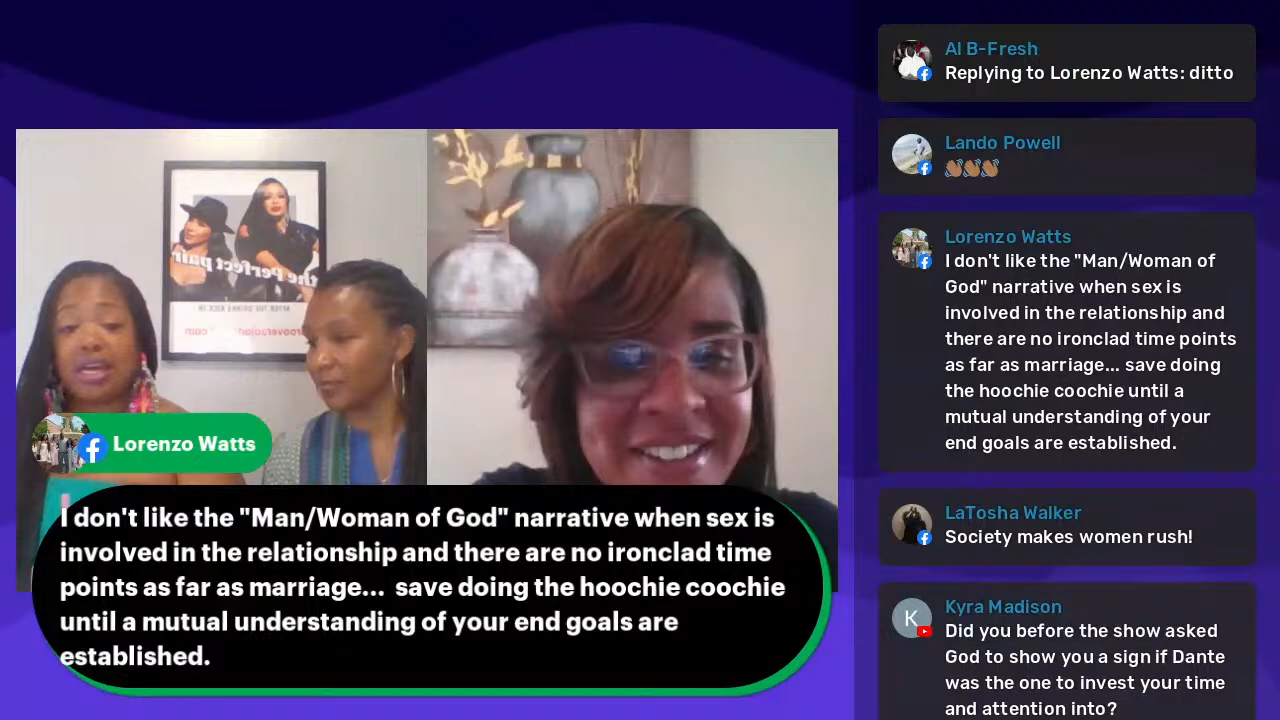 the Perfect pair
Lorenzo Watts
I don't like the "Man/Woman of God" narrative when sex is
involved in the relationship and there are no ironclad time
points as far as marriage... save doing the hoochie coochie
until a mutual understanding of your end goals are
established.
Al B-Fresh
Replying to Lorenzo Watts: ditto
Lando Powell
👋🏽👋🏽👋🏽
Lorenzo Watts
I don't like the "Man/Woman of
God" narrative when sex is
involved in the relationship and
there are no ironclad time points
as far as marriage... save doing
the hoochie coochie until a
mutual understanding of your
end goals are established.
LaTosha Walker
Society makes women rush!
K
Kyra Madison
Did you before the show asked
God to show you a sign if Dante
was the one to invest your time
and attention into?